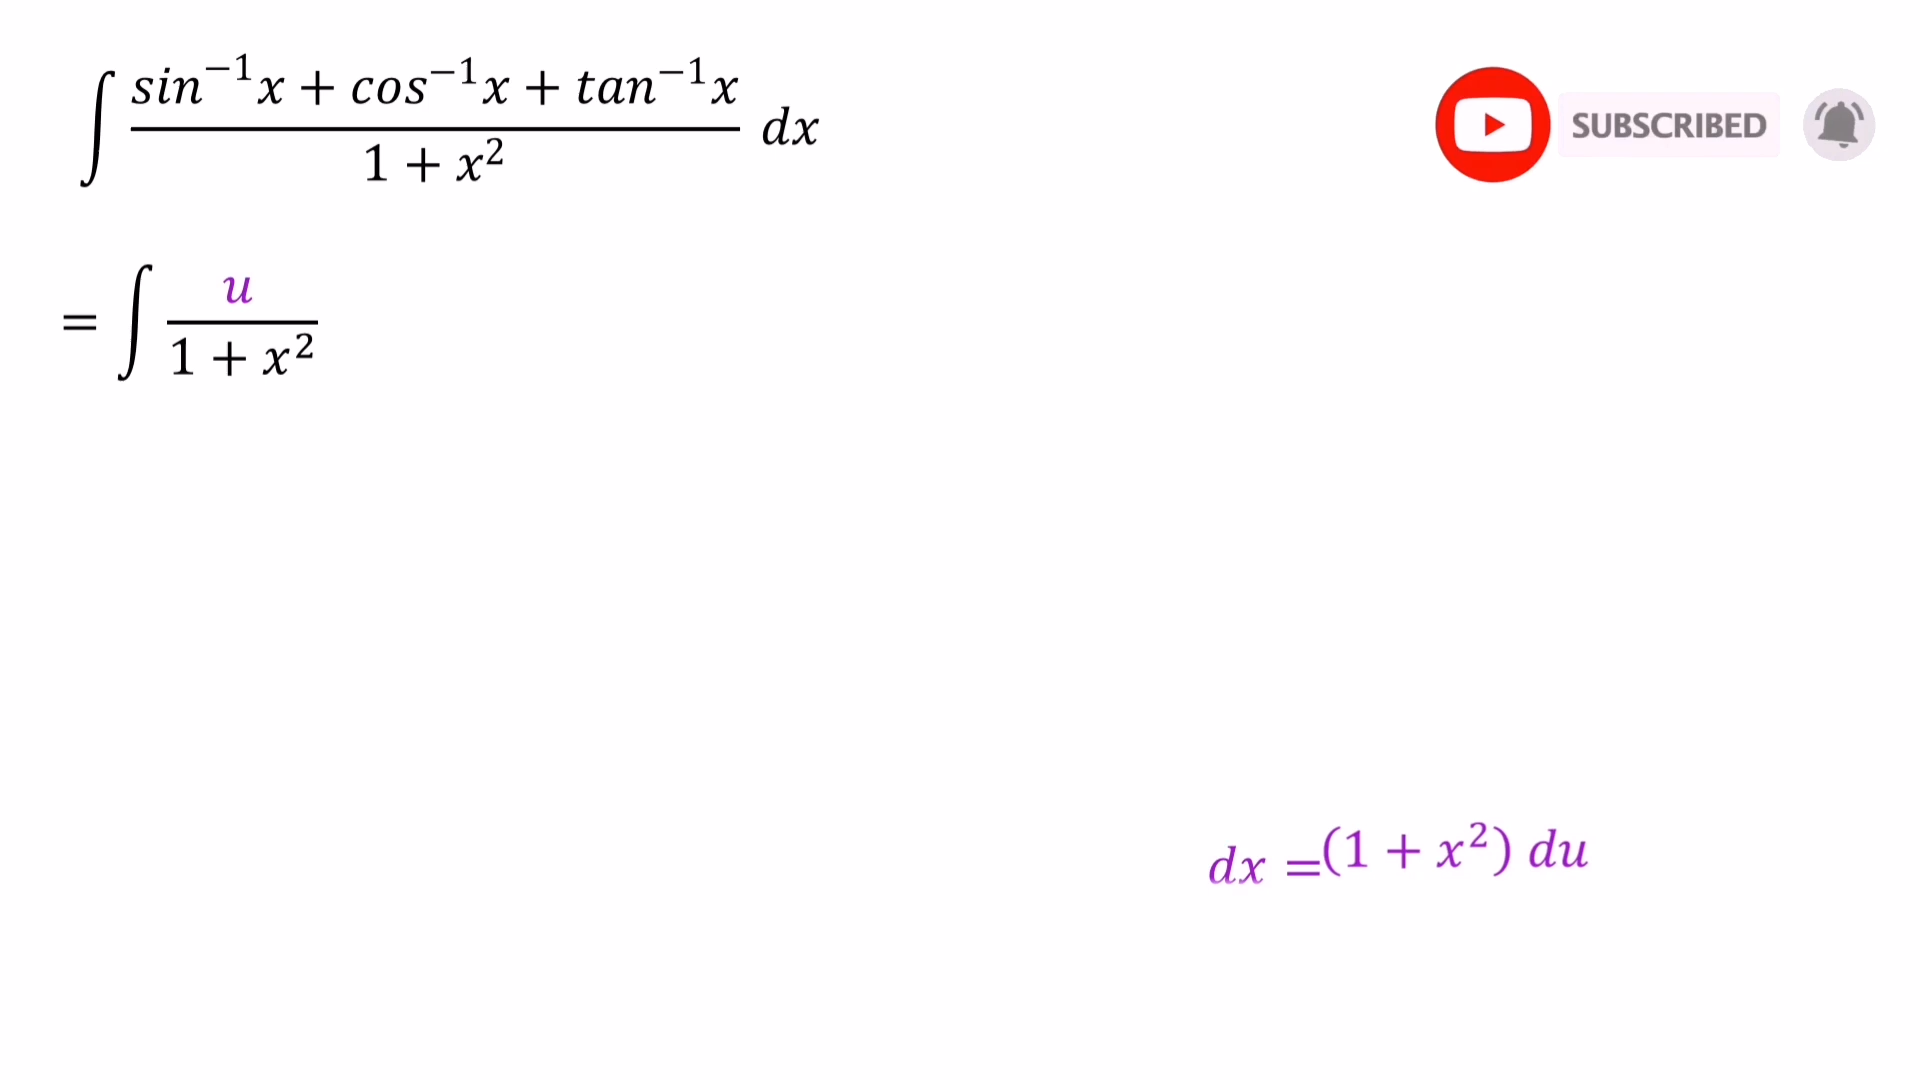 ∫ (sin⁻¹x + cos⁻¹x + tan⁻¹x)/(1 + x²) dx
SUBSCRIBED
= ∫ u/(1 + x²)
dx = (1 + x²) du